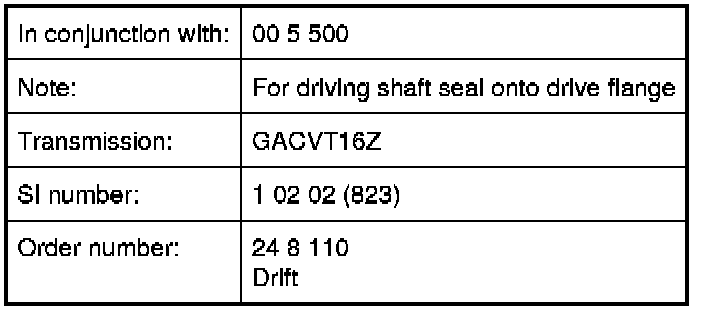 In conjunction with: 00 5 500
Note: For driving shaft seal onto drive flange
Transmission: GACVT16Z
SI number: 1 02 02 (823)
Order number: 24 8 110
Drift